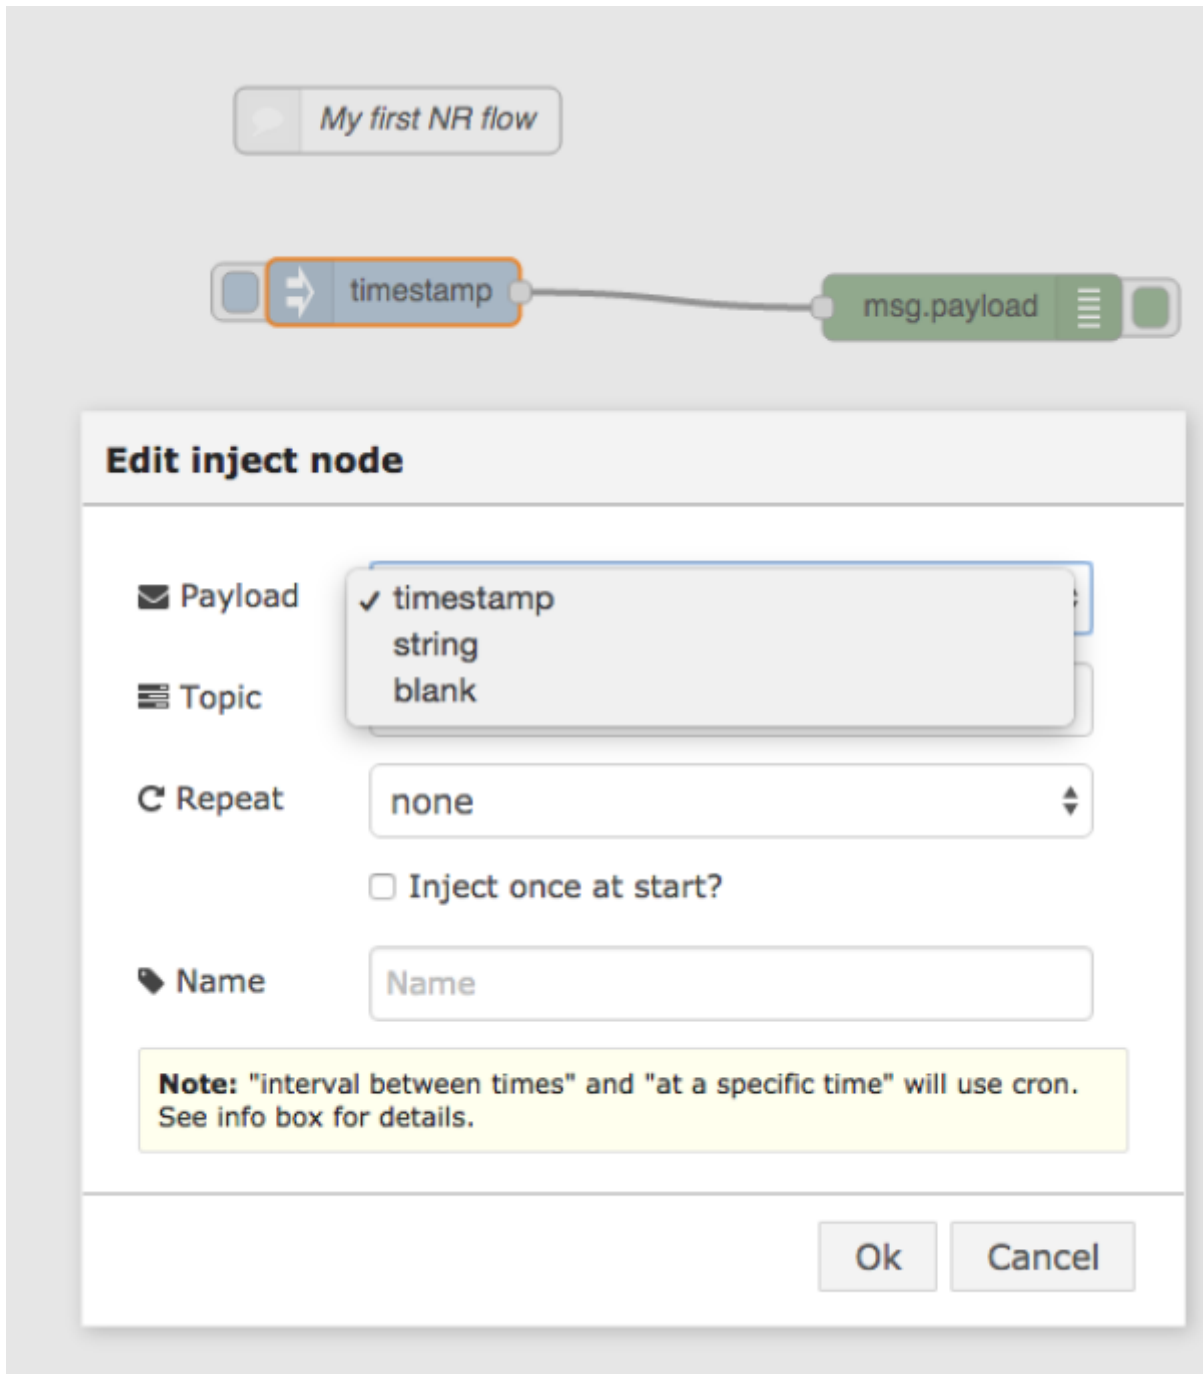 My first NR flow
timestamp
msg.payload
Edit inject node
Payload
✓ timestamp
string
blank
Topic
Repeat
none
Inject once at start?
Name
Name
Note: "interval between times" and "at a specific time" will use cron.
See info box for details.
Ok
Cancel